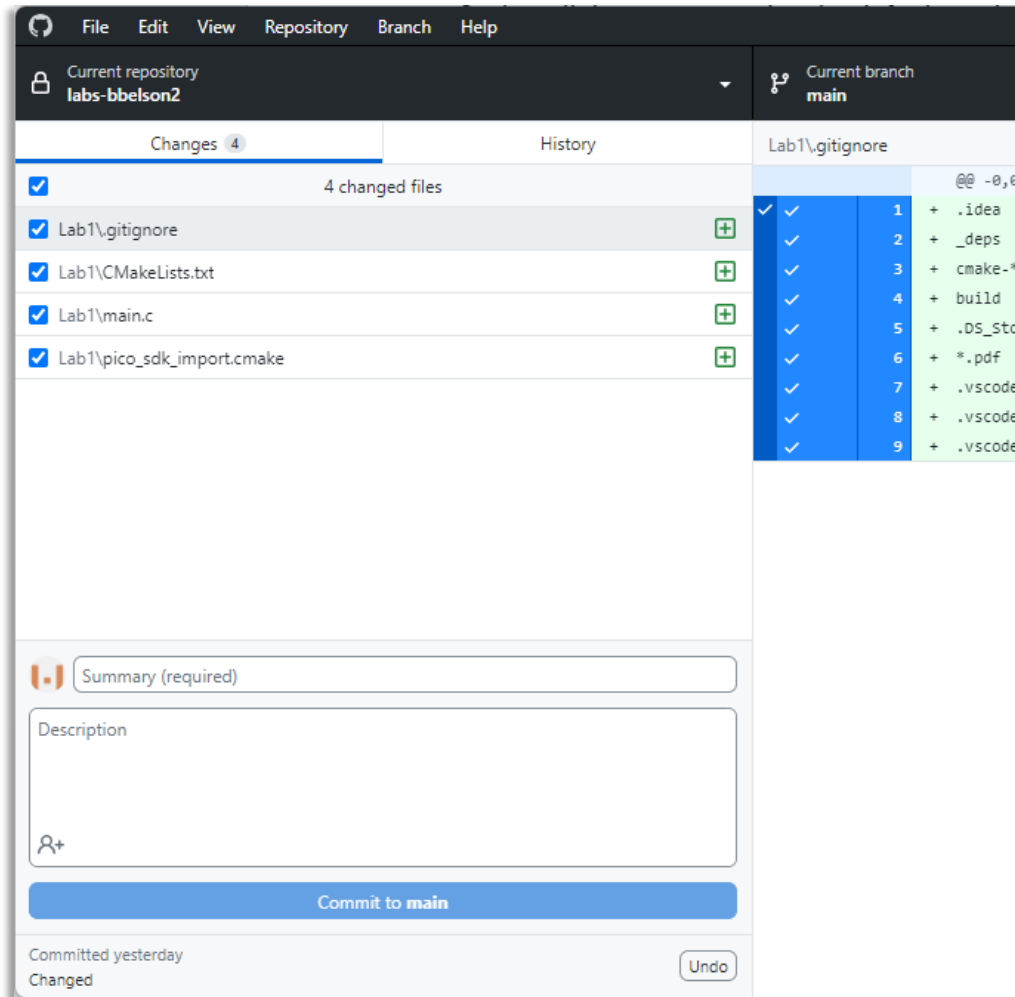 File Edit View Repository Branch Help
Current repository
labs-bbelson2
Current branch
main
Changes 4
History
4 changed files
Lab1\.gitignore
Lab1\CMakeLists.txt
Lab1\main.c
Lab1\pico_sdk_import.cmake
Summary (required)
Description
Commit to main
Committed yesterday
Changed
Undo
Lab1\.gitignore
@@ -0,0
1 + .idea
2 + _deps
3 + cmake-*
4 + build
5 + .DS_Sto
6 + *.pdf
7 + .vscode
8 + .vscode
9 + .vscode